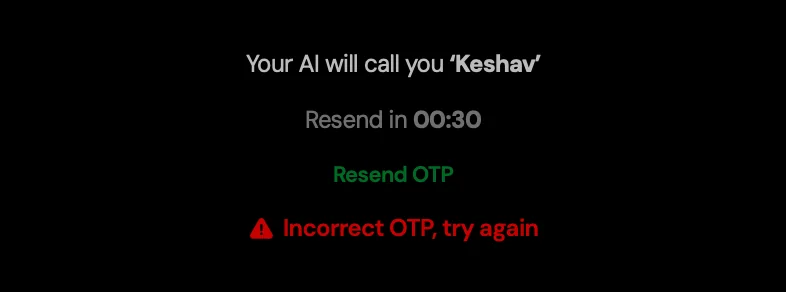 Your AI will call you ‘Keshav’
Resend in 00:30
Resend OTP
Incorrect OTP, try again